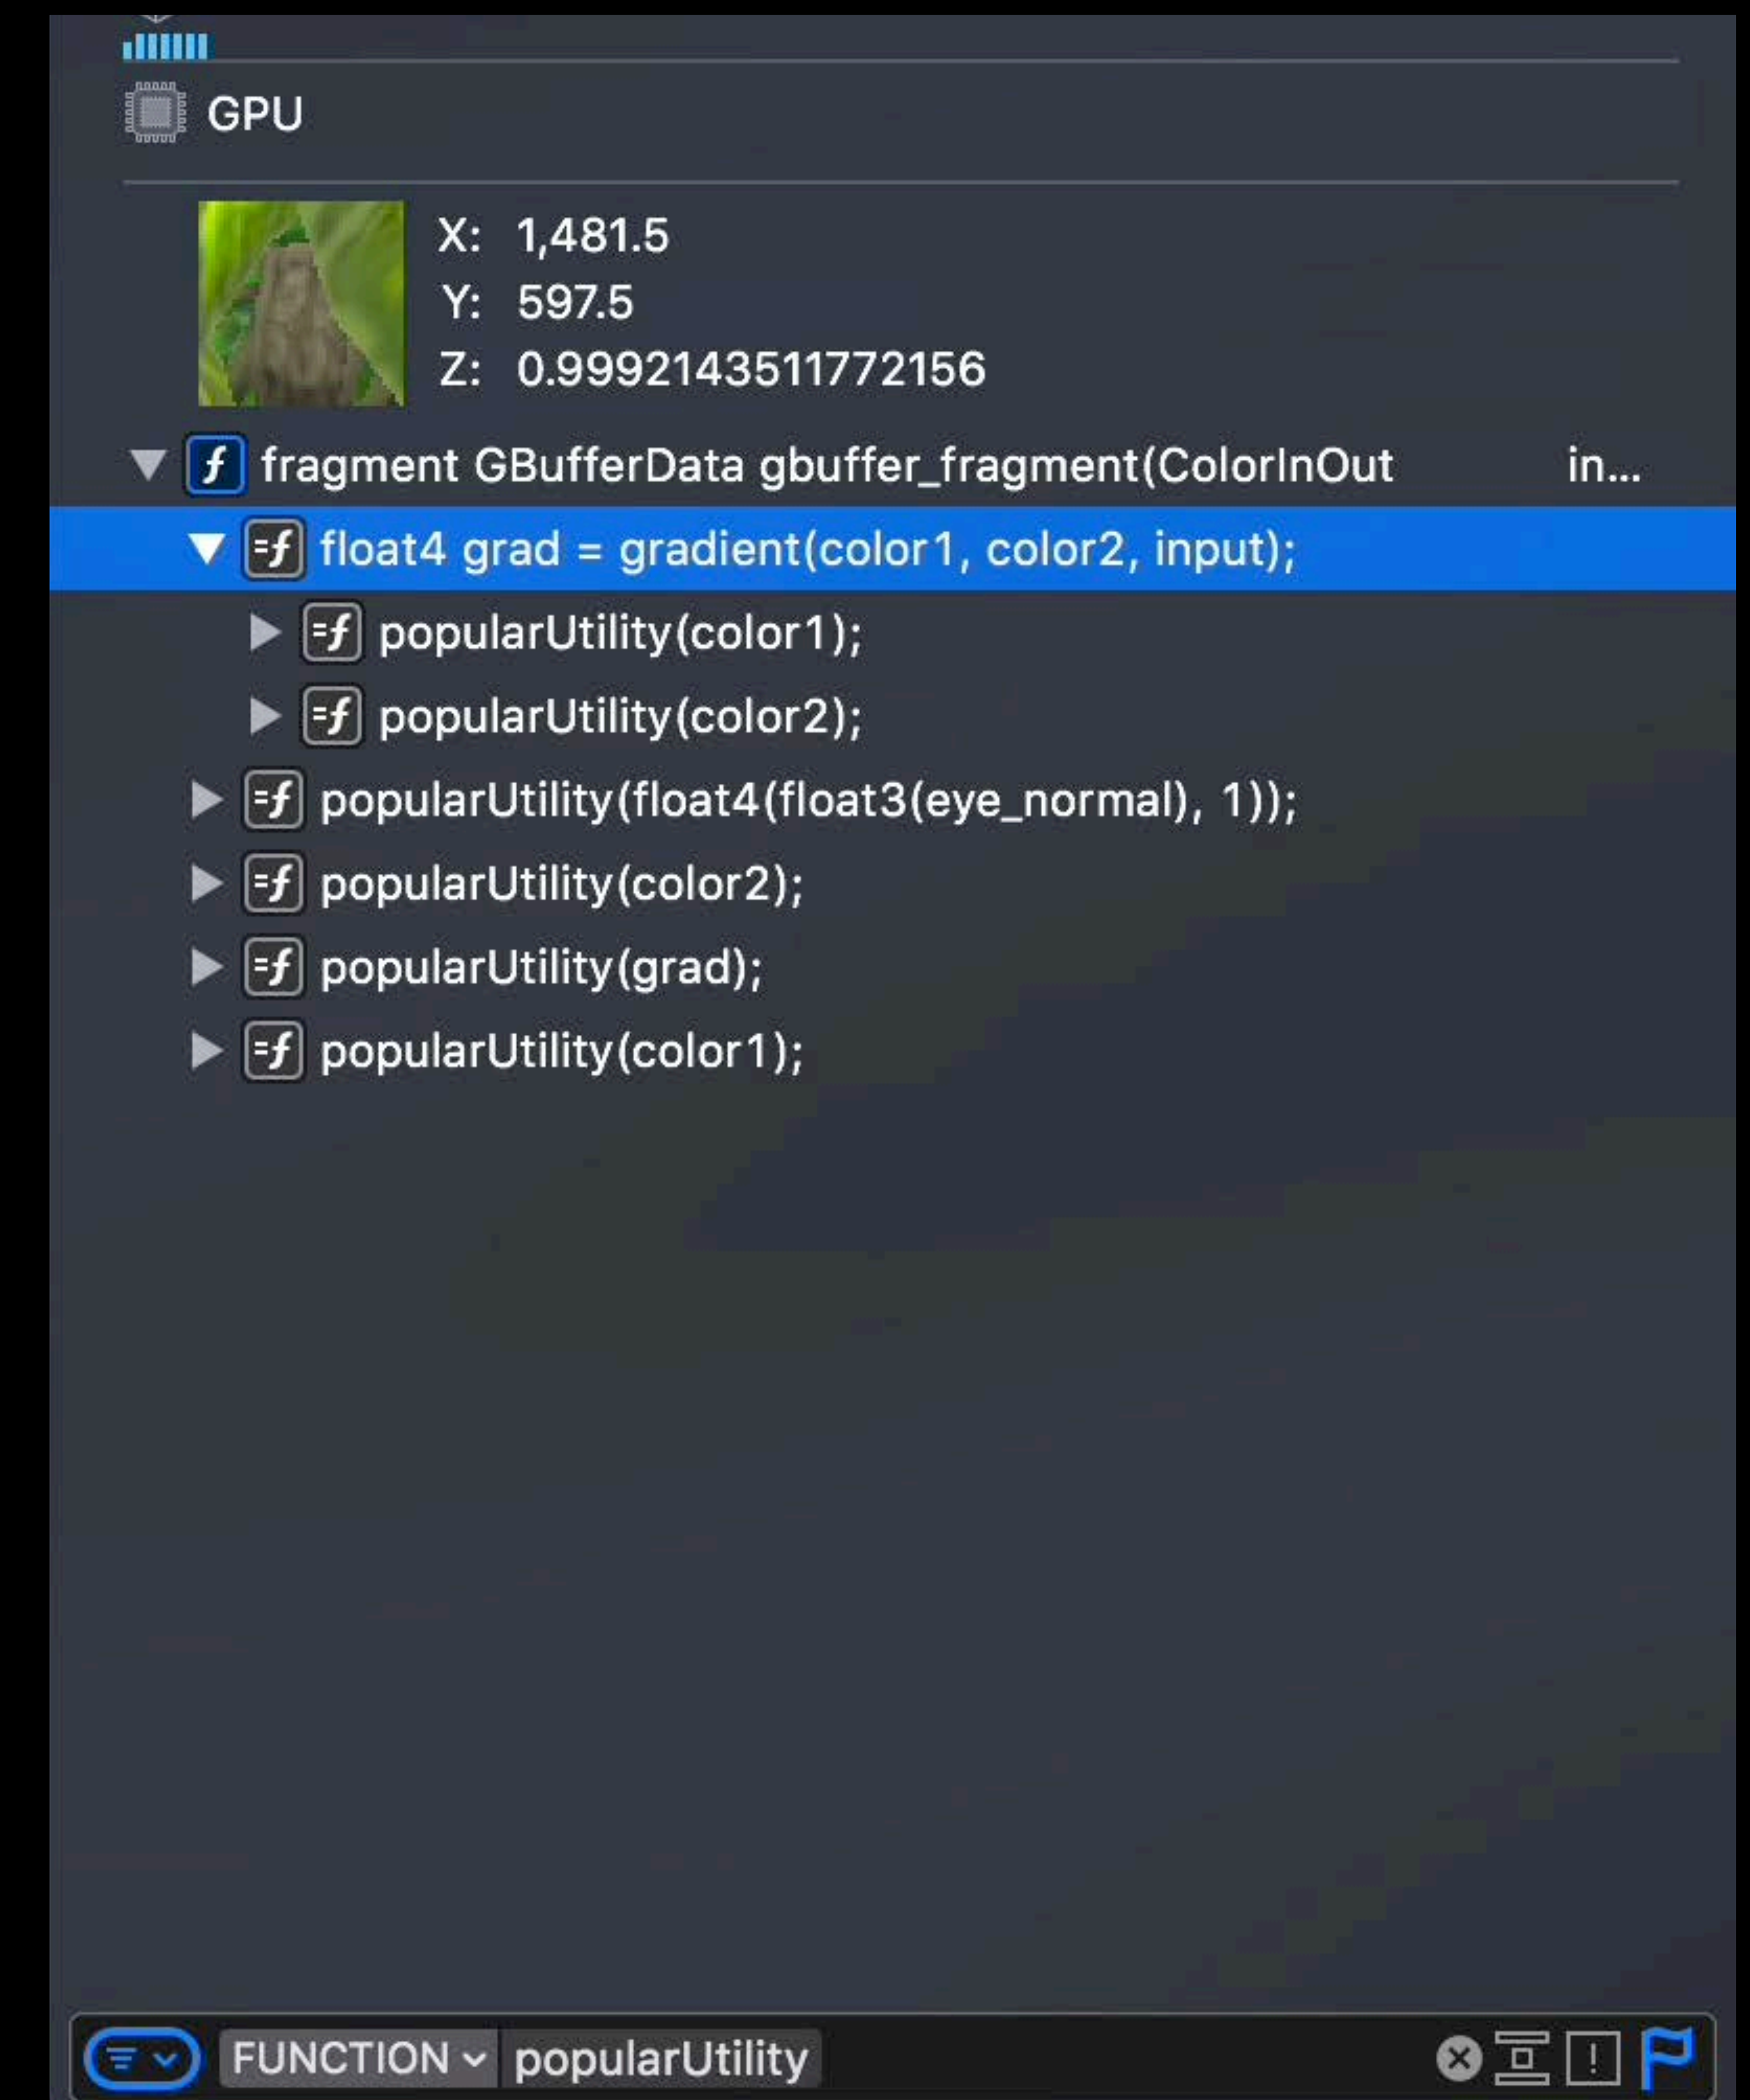 GPU
X: 1,481.5
Y: 597.5
Z: 0.9992143511772156
f fragment GBufferData gbuffer_fragment(ColorInOut in...
=f float4 grad = gradient(color1, color2, input);
=f popularUtility(color1);
=f popularUtility(color2);
=f popularUtility(float4(float3(eye_normal), 1));
=f popularUtility(color2);
=f popularUtility(grad);
=f popularUtility(color1);
FUNCTION popularUtility